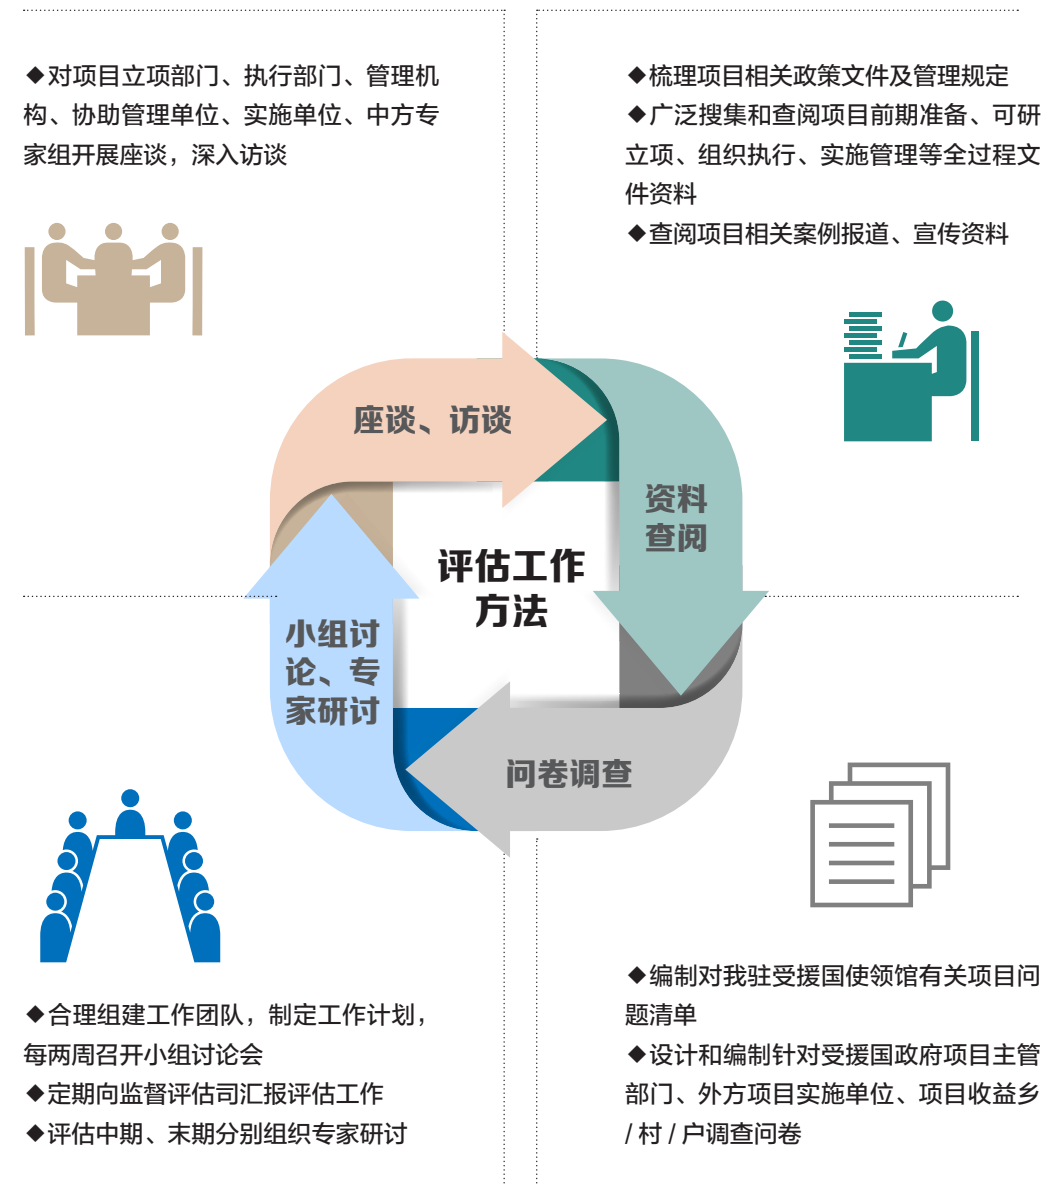 ◆对项目立项部门、执行部门、管理机
构、协助管理单位、实施单位、中方专
家组开展座谈，深入访谈
◆梳理项目相关政策文件及管理规定
◆广泛搜集和查阅项目前期准备、可研
立项、组织执行、实施管理等全过程文
件资料
◆查阅项目相关案例报道、宣传资料
座谈、访谈
资料
查阅
评估工作
方法
小组讨
论、专
家研讨
问卷调查
◆合理组建工作团队，制定工作计划，
每两周召开小组讨论会
◆定期向监督评估司汇报评估工作
◆评估中期、末期分别组织专家研讨
◆编制对我驻受援国使领馆有关项目问
题清单
◆设计和编制针对受援国政府项目主管
部门、外方项目实施单位、项目收益乡
/ 村 / 户调查问卷